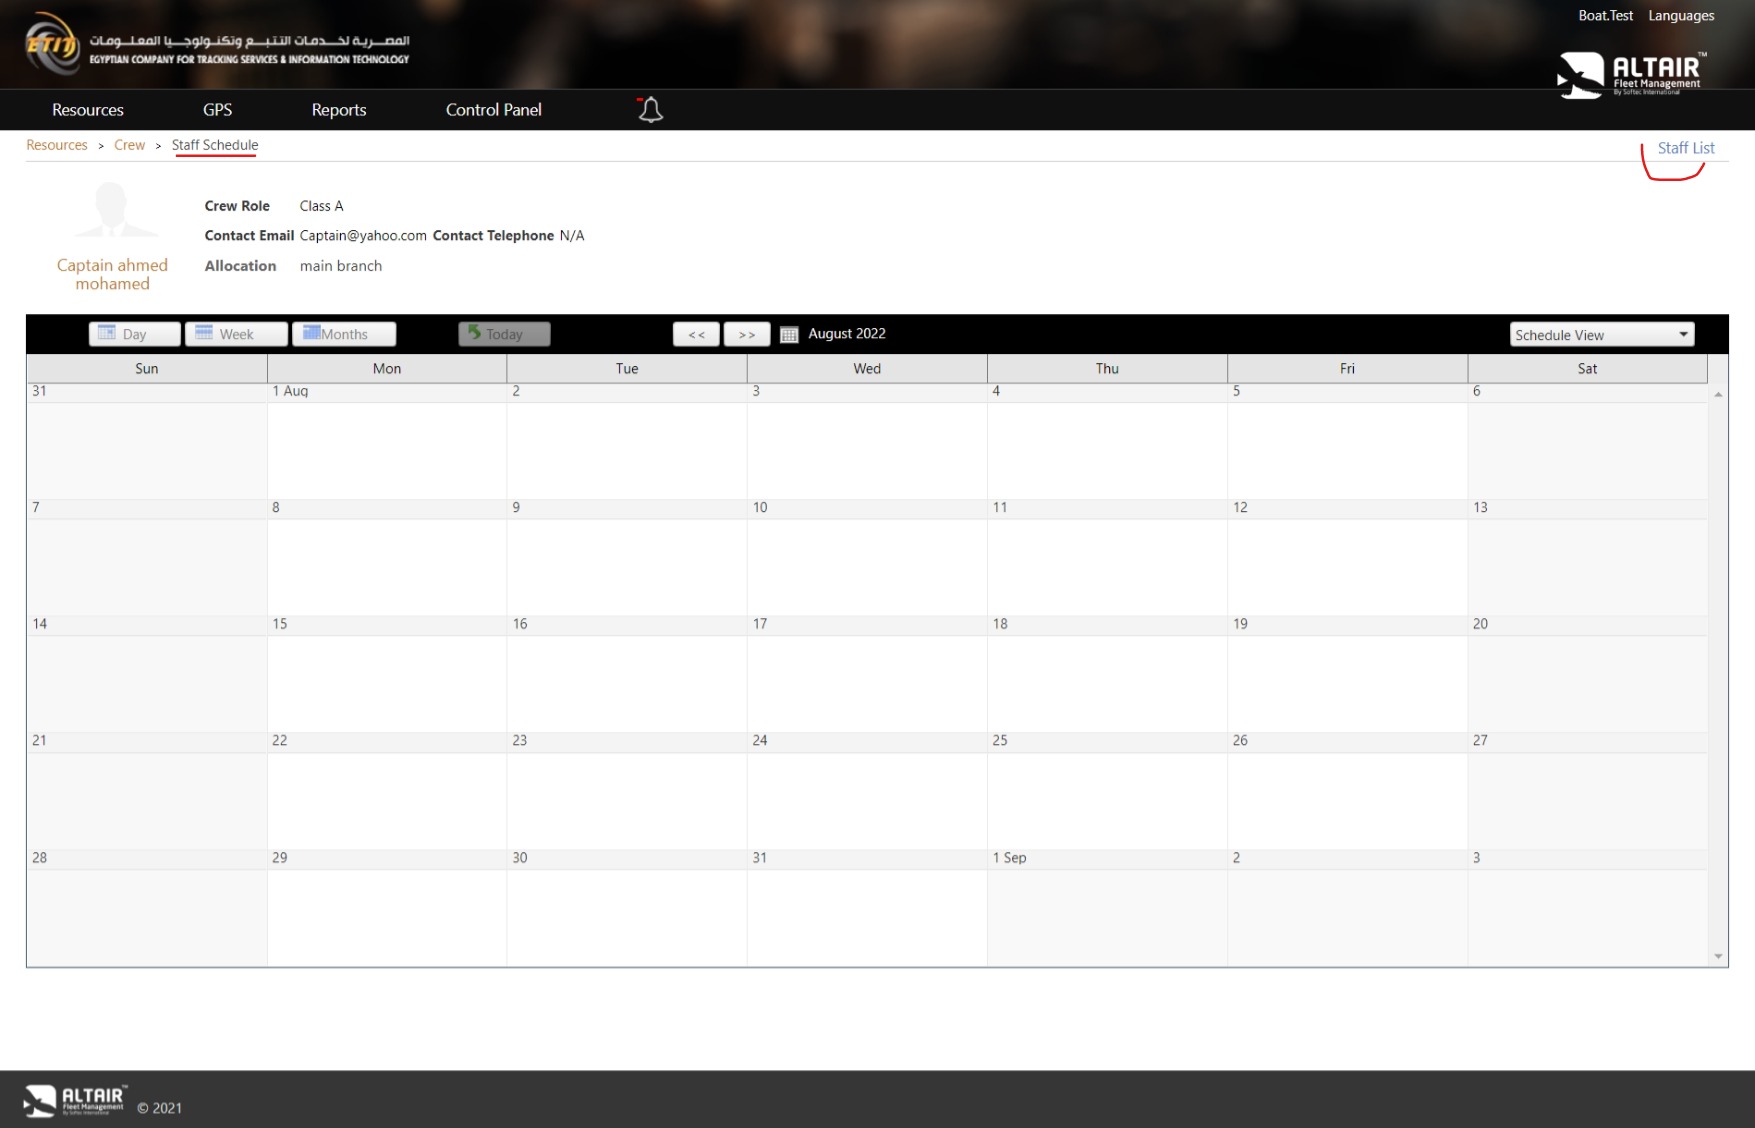 Boat.Test Languages
ETIT
المصرية لخدمات التتبع وتكنولوجيا المعلومات
EGYPTIAN COMPANY FOR TRACKING SERVICES & INFORMATION TECHNOLOGY
ALTAIR™
Fleet Management
By Softec International
Resources GPS Reports Control Panel
Resources > Crew > Staff Schedule
Staff List
Crew Role Class A
Contact Email Captain@yahoo.com Contact Telephone N/A
Allocation main branch
Captain ahmed
mohamed
Day Week Months Today << >> August 2022 Schedule View
Sun Mon Tue Wed Thu Fri Sat
31 1 Aug 2 3 4 5 6
7 8 9 10 11 12 13
14 15 16 17 18 19 20
21 22 23 24 25 26 27
28 29 30 31 1 Sep 2 3
ALTAIR™
Fleet Management
By Softec International
© 2021